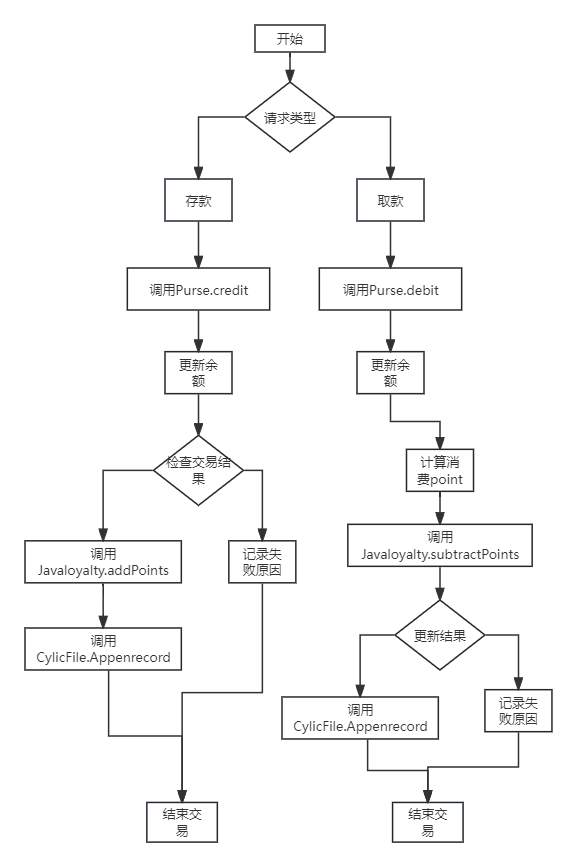 开始
请求类型
存款
取款
调用Purse.credit
调用Purse.debit
更新余
额
更新余
额
检查交易结
果
计算消
费point
调用
Javaloyalty.addPoints
记录失
败原因
调用
Javaloyalty.subtractPoints
调用
CylicFile.Appenrecord
更新结果
调用
CylicFile.Appenrecord
记录失
败原因
结束交
易
结束交
易